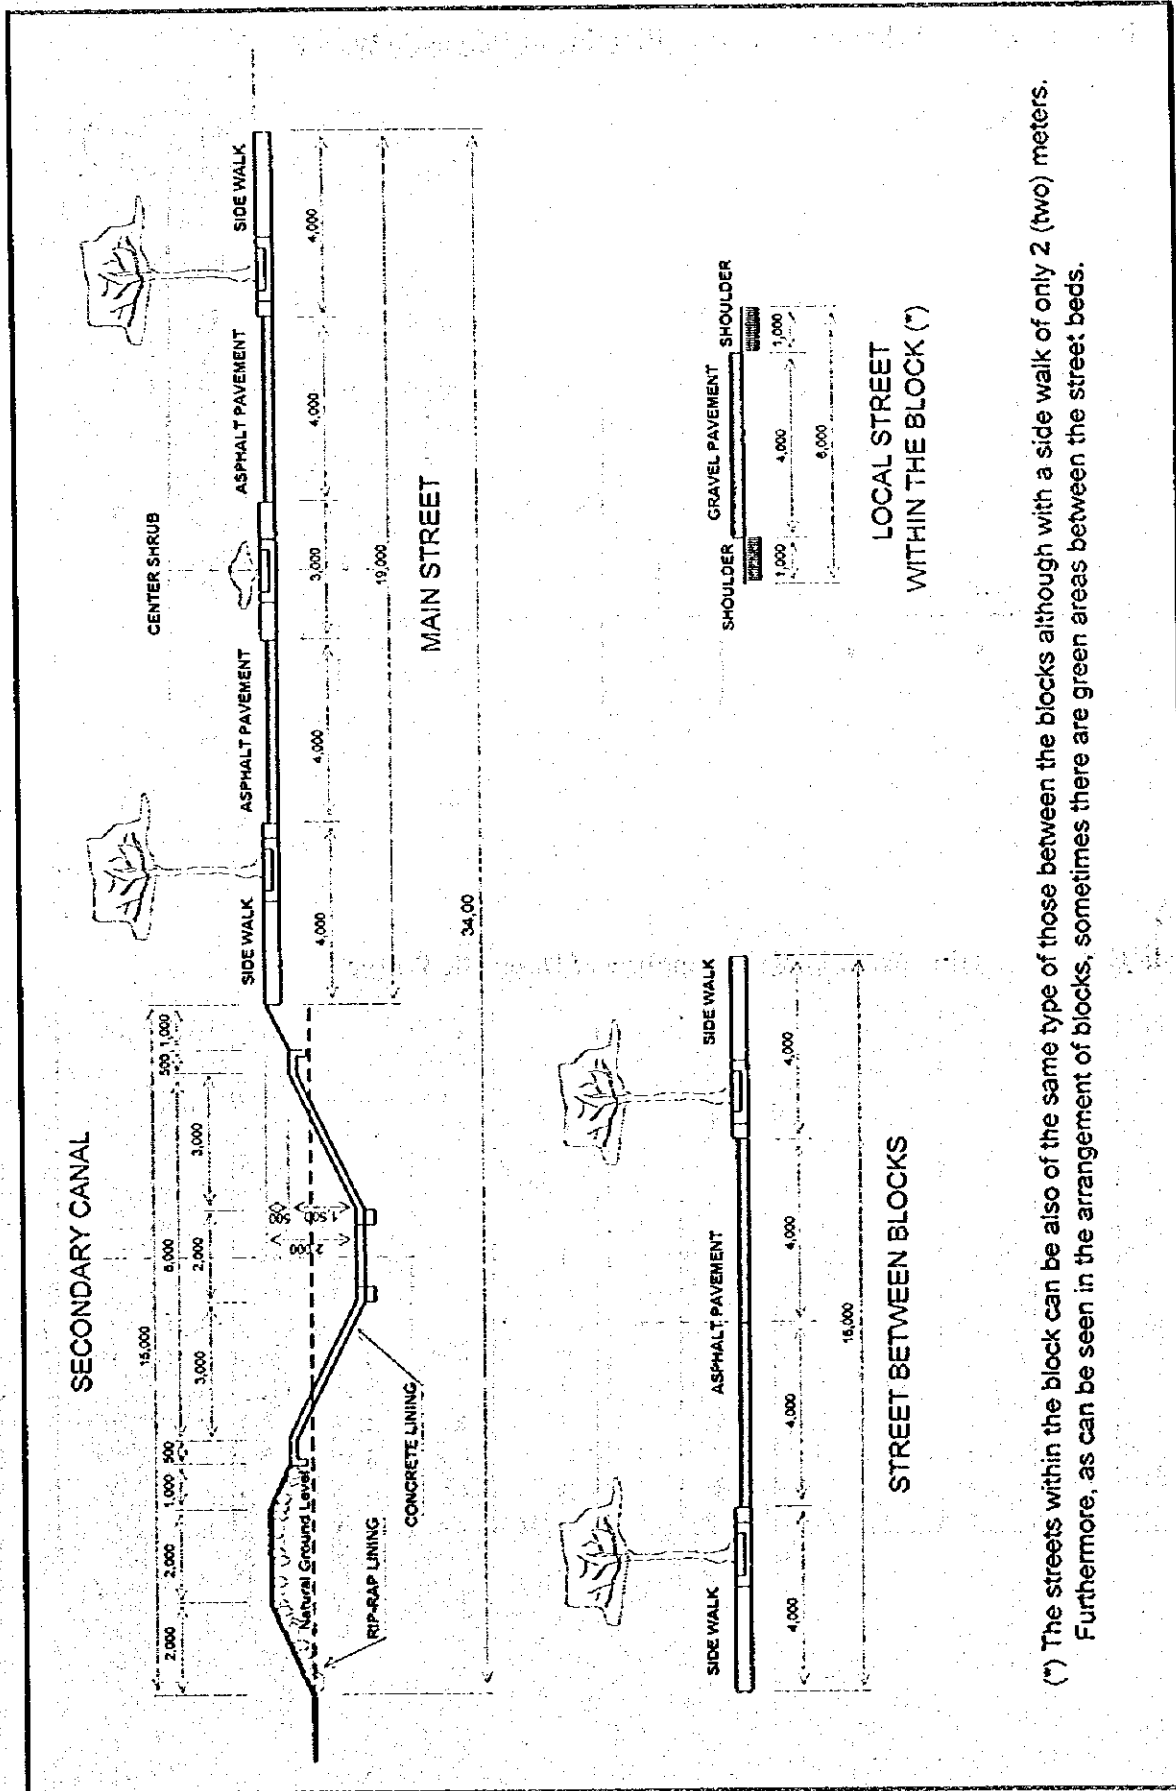 SECONDARY CANAL
15,000
2,000
2,000
1,000
500
8,000
500
1,000
3,000
2,000
3,000
500
1,500
2,000
Natural Ground Level
RIP-RAP LINING
CONCRETE LINING
CENTER SHRUB
SIDE WALK
ASPHALT PAVEMENT
ASPHALT PAVEMENT
SIDE WALK
4,000
4,000
3,000
4,000
4,000
19,000
34,00
MAIN STREET
SIDE WALK
ASPHALT PAVEMENT
SIDE WALK
4,000
4,000
4,000
4,000
16,000
STREET BETWEEN BLOCKS
SHOULDER
GRAVEL PAVEMENT
SHOULDER
1,000
4,000
1,000
6,000
LOCAL STREET
WITHIN THE BLOCK (*)
(*) The streets within the block can be also of the same type of those between the blocks although with a side walk of only 2 (two) meters.
Furthermore, as can be seen in the arrangement of blocks, sometimes there are green areas between the street beds.